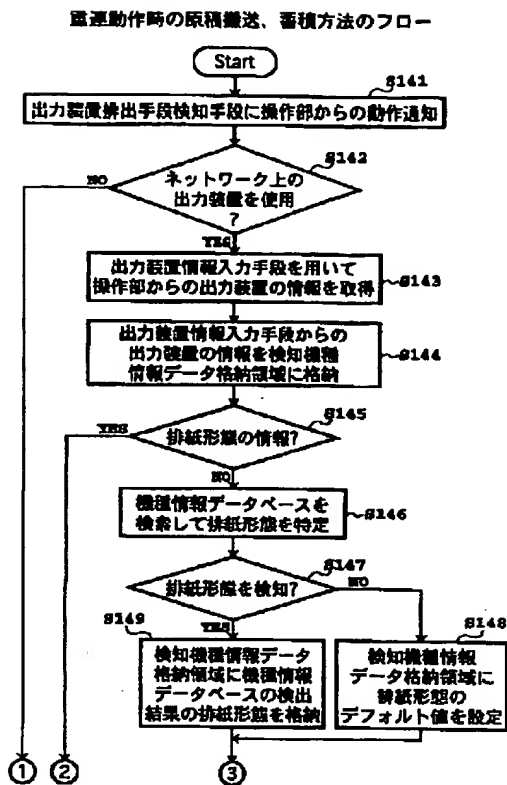 重連動作時の原稿搬送、蓄積方法のフロー
Start
S141
出力装置排出手段検知手段に操作部からの動作通知
S142
ネットワーク上の
出力装置を使用
?
NO
YES
出力装置情報入力手段を用いて
操作部からの出力装置の情報を取得
S143
出力装置情報入力手段からの
出力装置の情報を検知機種
情報データ格納領域に格納
S144
S145
排紙形態の情報?
YES
NO
機種情報データベースを
検索して排紙形態を特定
S146
S147
排紙形態を検知?
NO
YES
S149
検知機種情報データ
格納領域に機種情報
データベースの検出
結果の排紙形態を格納
S148
検知機種情報
データ格納領域に
排紙形態の
デフォルト値を設定
①
②
③